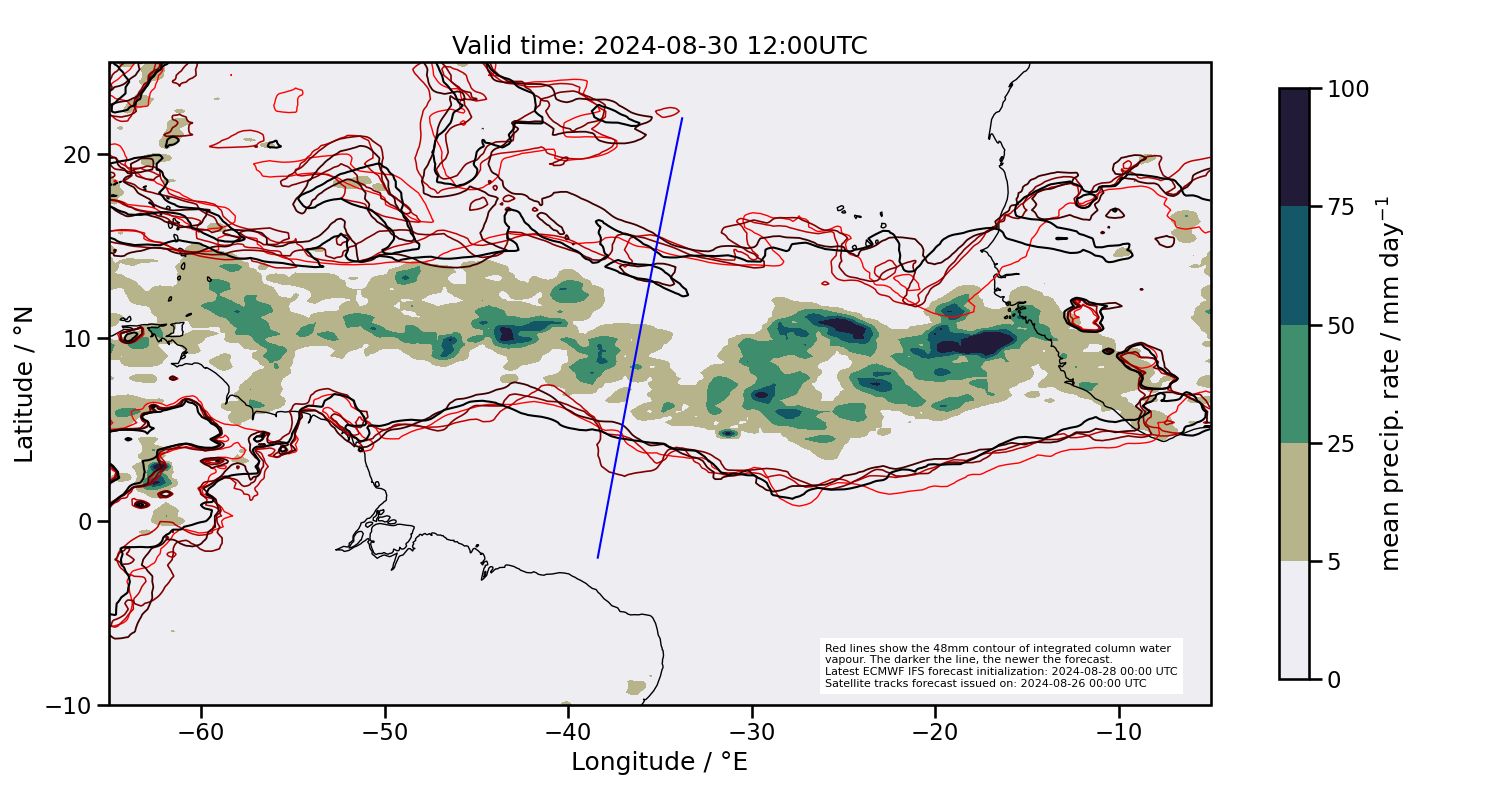 Valid time: 2024-08-30 12:00UTC
Latitude / °N
20
10
0
−10
−60
−50
−40
−30
−20
−10
Longitude / °E
Red lines show the 48mm contour of integrated column water
vapour. The darker the line, the newer the forecast.
Latest ECMWF IFS forecast initialization: 2024-08-28 00:00 UTC
Satellite tracks forecast issued on: 2024-08-26 00:00 UTC
100
75
50
25
5
0
mean precip. rate / mm day⁻¹